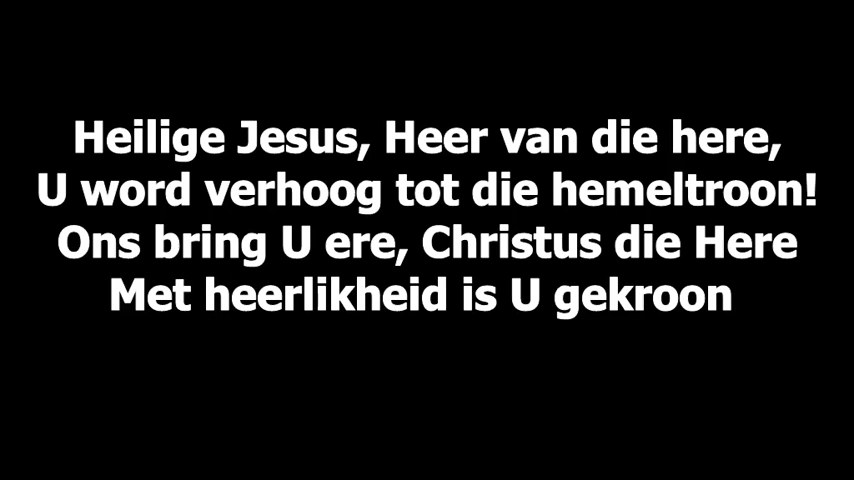 Heilige Jesus, Heer van die here,
U word verhoog tot die hemeltroon!
Ons bring U ere, Christus die Here
Met heerlikheid is U gekroon